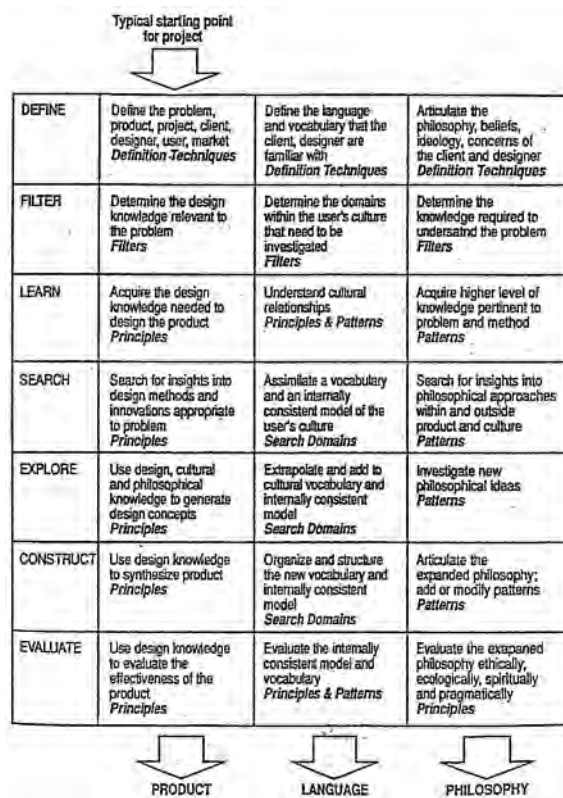 Typical starting point
for project
DEFINE
Define the problem,
product, project, client,
designer, user, market
Definition Techniques
Define the language
and vocabulary that the
client, designer are
familiar with
Definition Techniques
Articulate the
philosophy, beliefs,
ideology, concerns of
the client and designer
Definition Techniques
FILTER
Determine the design
knowledge relevant to
the problem
Filters
Determine the domains
within the user's culture
that need to be
investigated
Filters
Determine the
knowledge required to
undersatnd the problem
Filters
LEARN
Acquire the design
knowledge needed to
design the product
Principles
Understand cultural
relationships
Principles & Patterns
Acquire higher level of
knowledge pertinent to
problem and method
Patterns
SEARCH
Search for insights into
design methods and
innovations appropriate
to problem
Principles
Assimilate a vocabulary
and an internally
consistent model of the
user's culture
Search Domains
Search for insights into
philosophical approaches
within and outside
product and culture
Patterns
EXPLORE
Use design, cultural
and philosophical
knowledge to generate
design concepts
Principles
Extrapolate and add to
cultural vocabulary and
internally consistent
model
Search Domains
Investigate new
philosophical ideas
Patterns
CONSTRUCT
Use design knowledge
to synthesize product
Principles
Organize and structure
the new vocabulary and
internally consistent
model
Search Domains
Articulate the
expanded philosophy;
add or modify patterns
Patterns
EVALUATE
Use design knowledge
to evaluate the
effectiveness of the
product
Principles
Evaluate the internally
consistent model and
vocabulary
Principles & Patterns
Evaluate the exapaned
philosophy ethically,
ecologically, spiritually
and pragmatically
Principles
PRODUCT
LANGUAGE
PHILOSOPHY